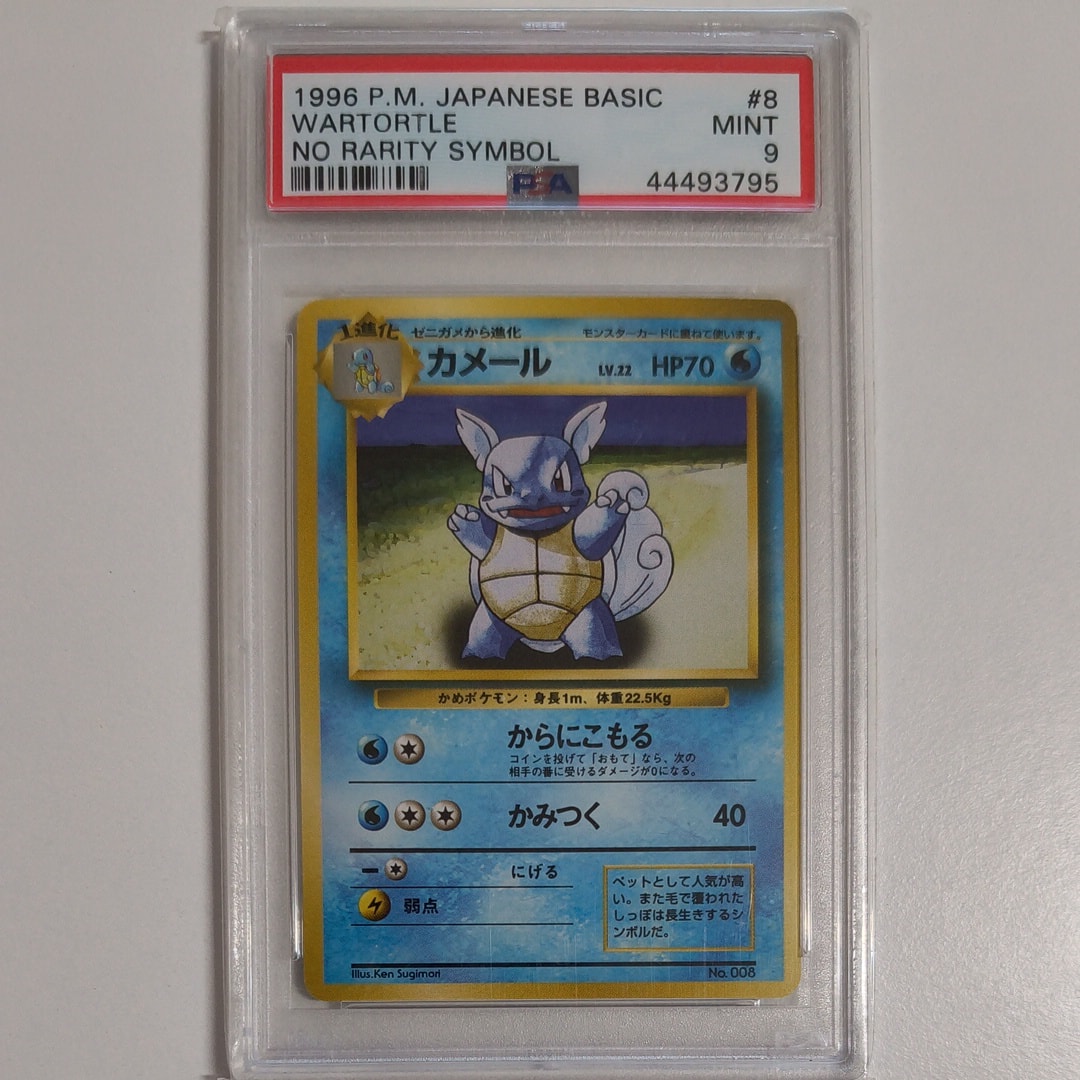 1996 P.M. JAPANESE BASIC #8
WARTORTLE MINT
NO RARITY SYMBOL 9
PSA 44493795
1進化 ゼニガメから進化 モンスターカードに重ねて使います。
カメール LV.22 HP70
かめポケモン：身長1m、体重22.5Kg
からにこもる
コインを投げて「おもて」なら、次の
相手の番に受けるダメージが0になる。
かみつく 40
にげる
弱点
ペットとして人気が高
い。また毛で覆われた
しっぽは長生きするシ
ンボルだ。
Illus.Ken Sugimori No. 008